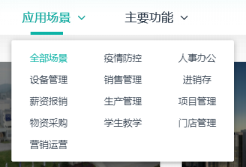 应用场景 主要功能
全部场景 疫情防控 人事办公
设备管理 销售管理 进销存
薪资报销 生产管理 项目管理
物资采购 学生教学 门店管理
营销运营